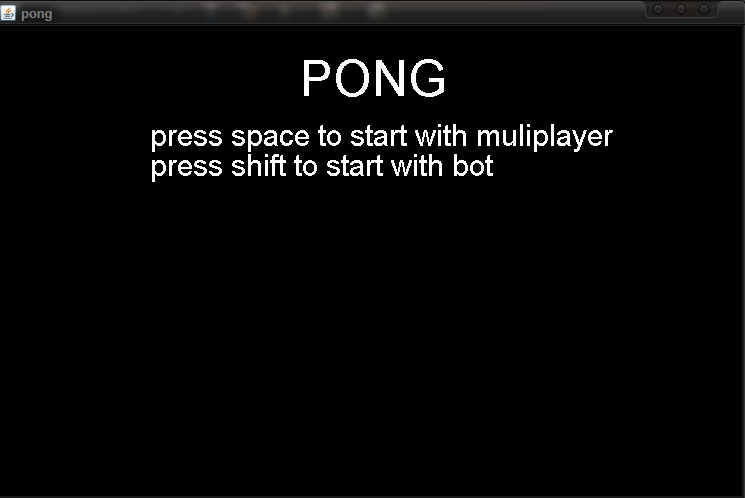 pong
PONG
press space to start with muliplayer
press shift to start with bot